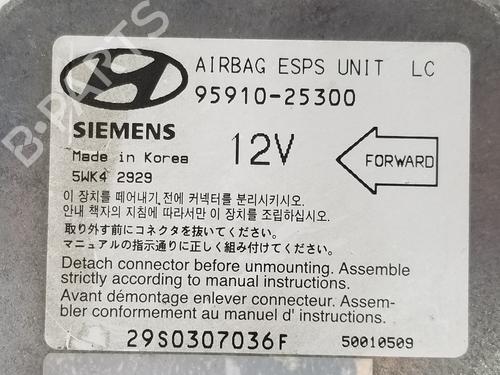 AIRBAG ESPS UNIT LC
95910-25300
SIEMENS
Made in Korea
5WK4 2929
12V
FORWARD
이 장치를 떼어내기 전에 커넥터를 분리시키시오.
안내 책자의 지침에 따라서만 이 장치를 조립하십시오.
取り外す前にコネクタを抜いてください。
マニュアルの指示通りに正しく組み付けてください。
Detach connector before unmounting. Assemble
strictly according to manual instructions.
Avant démontage enlever connecteur. Assem-
bler conformement au manuel d' instructions.
29S0307036F
50010509
B-PARTS